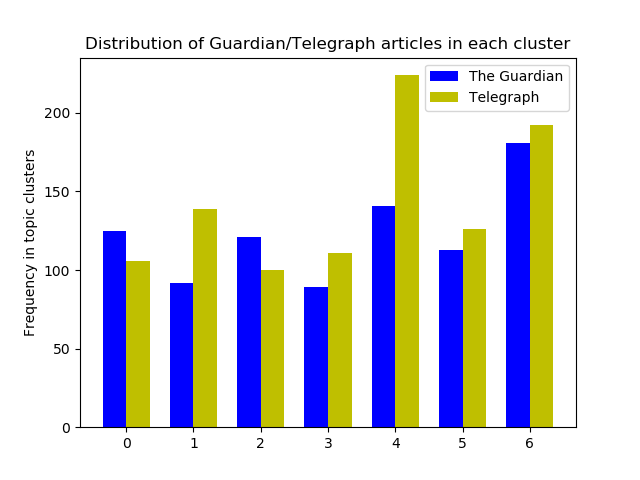 Distribution of Guardian/Telegraph articles in each cluster
The Guardian
Telegraph
Frequency in topic clusters
200
150
100
50
0
0 1 2 3 4 5 6